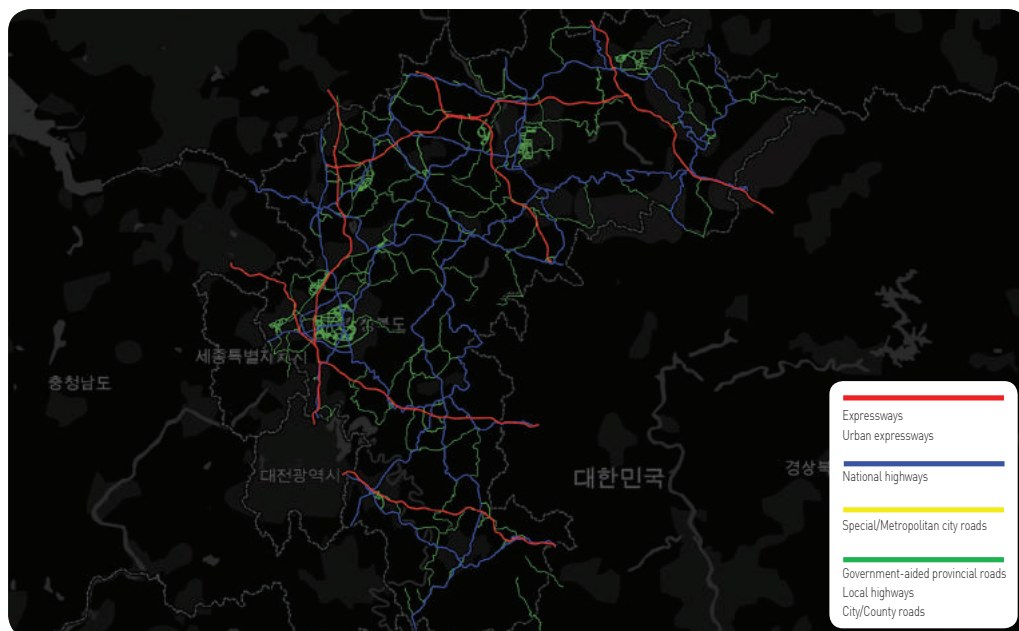 세종특별자치시
충청남도
대전광역시
대한민국
경상북
Expressways
Urban expressways
National highways
Special/Metropolitan city roads
Government-aided provincial roads
Local highways
City/County roads